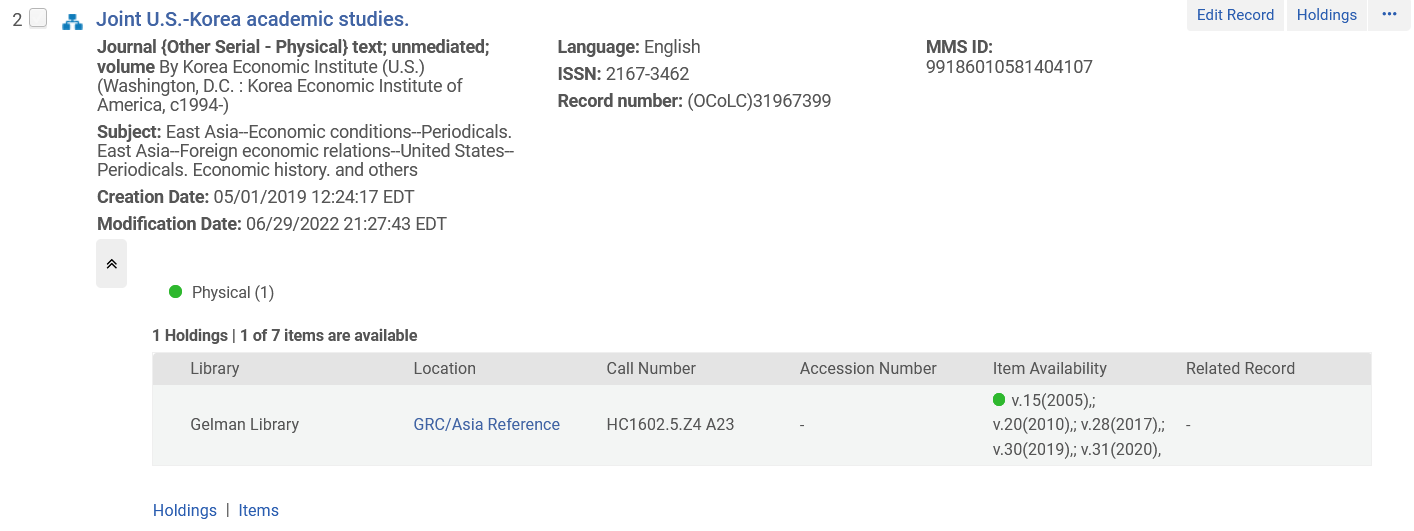 2 Joint U.S.-Korea academic studies. Edit Record Holdings ...
Journal {Other Serial - Physical} text; unmediated;
volume By Korea Economic Institute (U.S.)
(Washington, D.C. : Korea Economic Institute of
America, c1994-)
Subject: East Asia--Economic conditions--Periodicals.
East Asia--Foreign economic relations--United States--
Periodicals. Economic history. and others
Creation Date: 05/01/2019 12:24:17 EDT
Modification Date: 06/29/2022 21:27:43 EDT
Language: English
ISSN: 2167-3462
Record number: (OCoLC)31967399
MMS ID:
99186010581404107
Physical (1)
1 Holdings | 1 of 7 items are available
Library Location Call Number Accession Number Item Availability Related Record
Gelman Library GRC/Asia Reference HC1602.5.Z4 A23 -
v.15(2005),;
v.20(2010),; v.28(2017),;
v.30(2019),; v.31(2020),
-
Holdings | Items